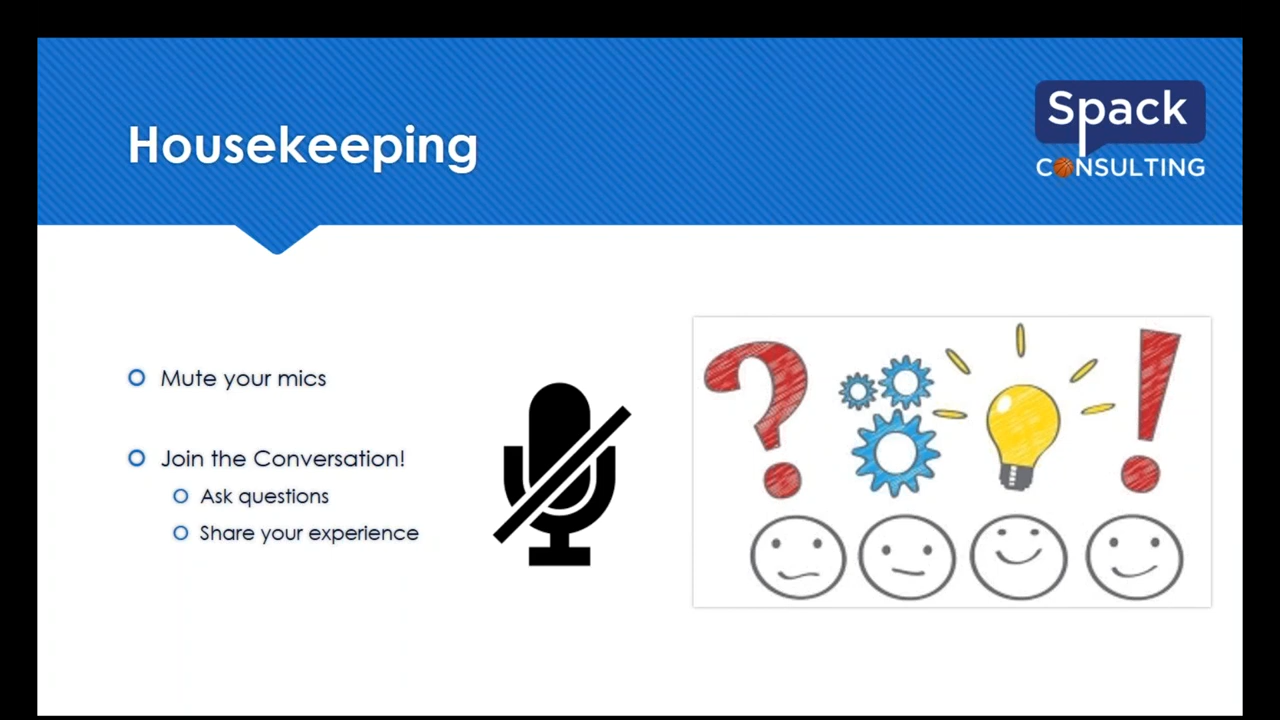 Housekeeping
Spack
CONSULTING
Mute your mics
Join the Conversation!
Ask questions
Share your experience